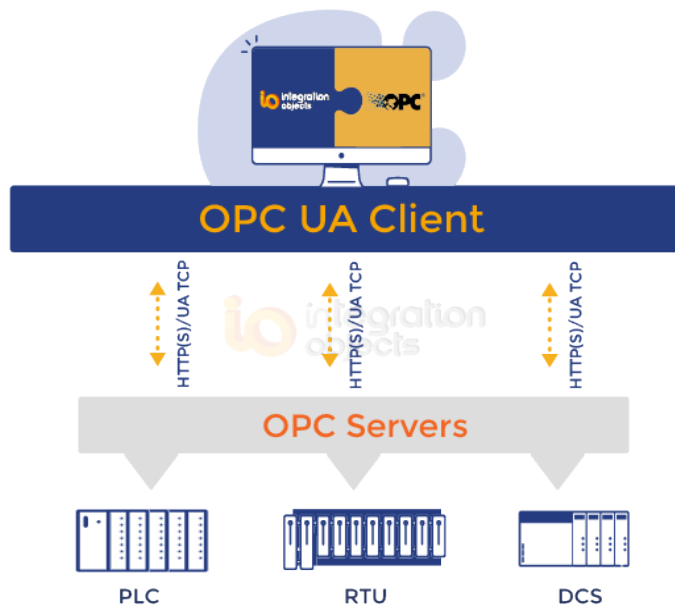 integration
objects
OPC
OPC UA Client
HTTP(S)/UA TCP
HTTP(S)/UA TCP
HTTP(S)/UA TCP
integration
objects
OPC Servers
PLC
RTU
DCS